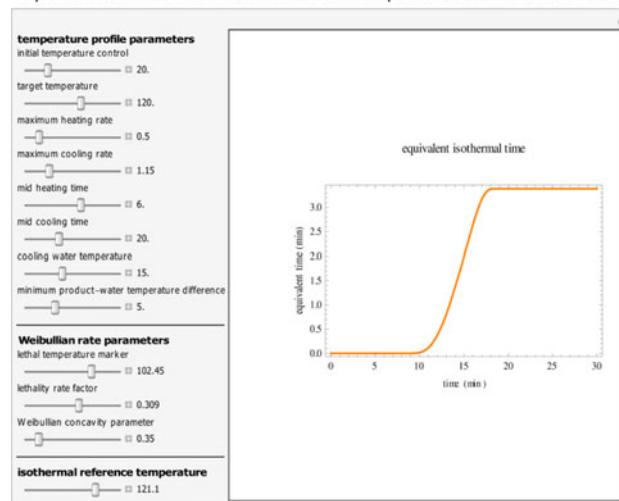 temperature profile parameters
initial temperature control
20.
target temperature
120.
maximum heating rate
0.5
maximum cooling rate
1.15
mid heating time
6.
mid cooling time
20.
cooling water temperature
15.
minimum product-water temperature difference
5.
Weibullian rate parameters
lethal temperature marker
102.45
lethality rate factor
0.309
Weibullian concavity parameter
0.35
isothermal reference temperature
121.1
equivalent isothermal time
equivalent time (min)
3.0
2.5
2.0
1.5
1.0
0.5
0.0
0 5 10 15 20 25 30
time (min)